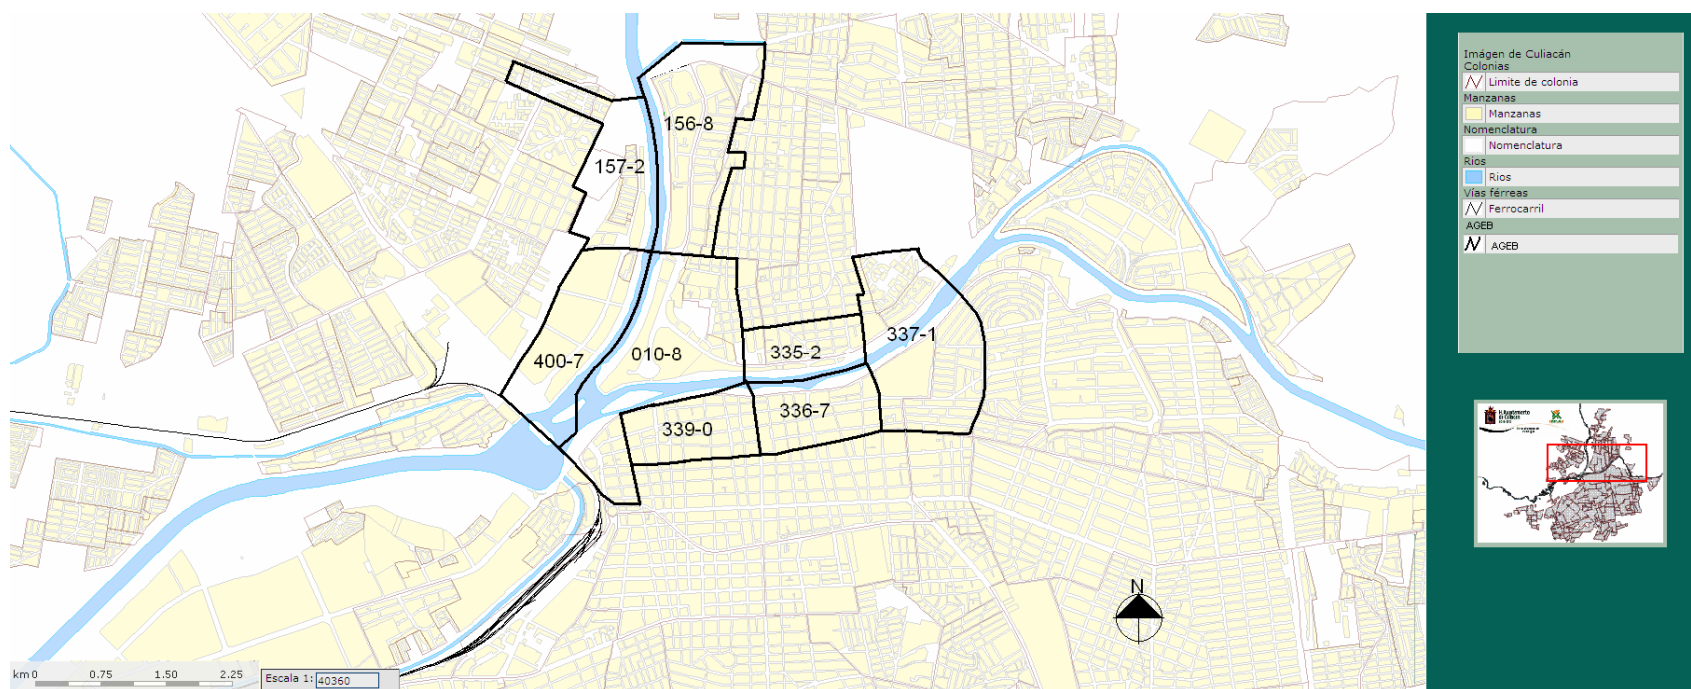 156-8
157-2
400-7
010-8
335-2
337-1
336-7
339-0
N
km 0 0.75 1.50 2.25
Escala 1: 40360
Imágen de Culiacán
Colonias
Limite de colonia
Manzanas
Manzanas
Nomenclatura
Nomenclatura
Rios
Rios
Vías férreas
Ferrocarril
AGEB
AGEB